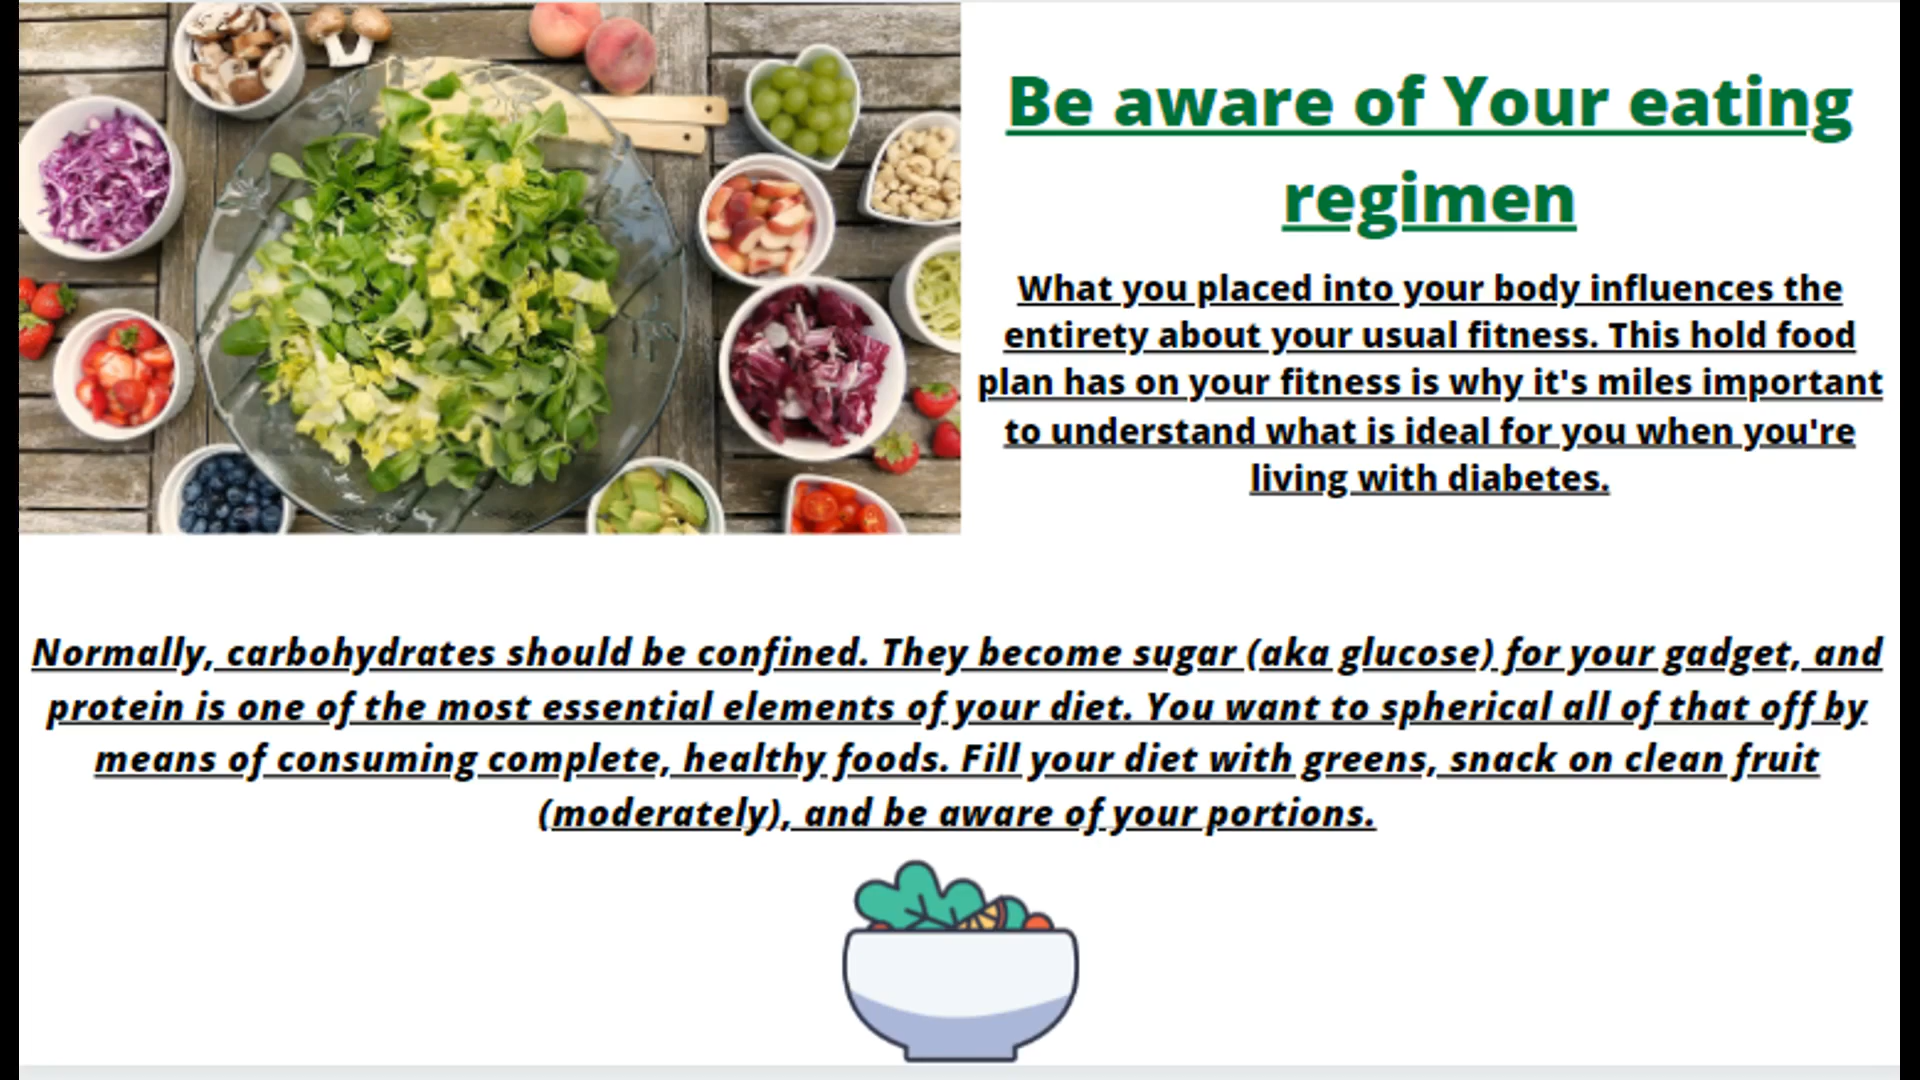 Be aware of Your eating
regimen
What you placed into your body influences the
entirety about your usual fitness. This hold food
plan has on your fitness is why it's miles important
to understand what is ideal for you when you're
living with diabetes.
Normally, carbohydrates should be confined. They become sugar (aka glucose) for your gadget, and
protein is one of the most essential elements of your diet. You want to spherical all of that off by
means of consuming complete, healthy foods. Fill your diet with greens, snack on clean fruit
(moderately), and be aware of your portions.